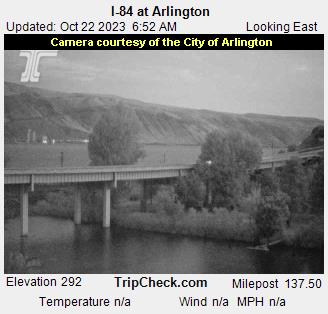 I-84 at Arlington
Updated: Oct 22 2023 6:52 AM Looking East
Camera courtesy of the City of Arlington
Elevation 292 TripCheck.com Milepost 137.50
Temperature n/a Wind n/a MPH n/a